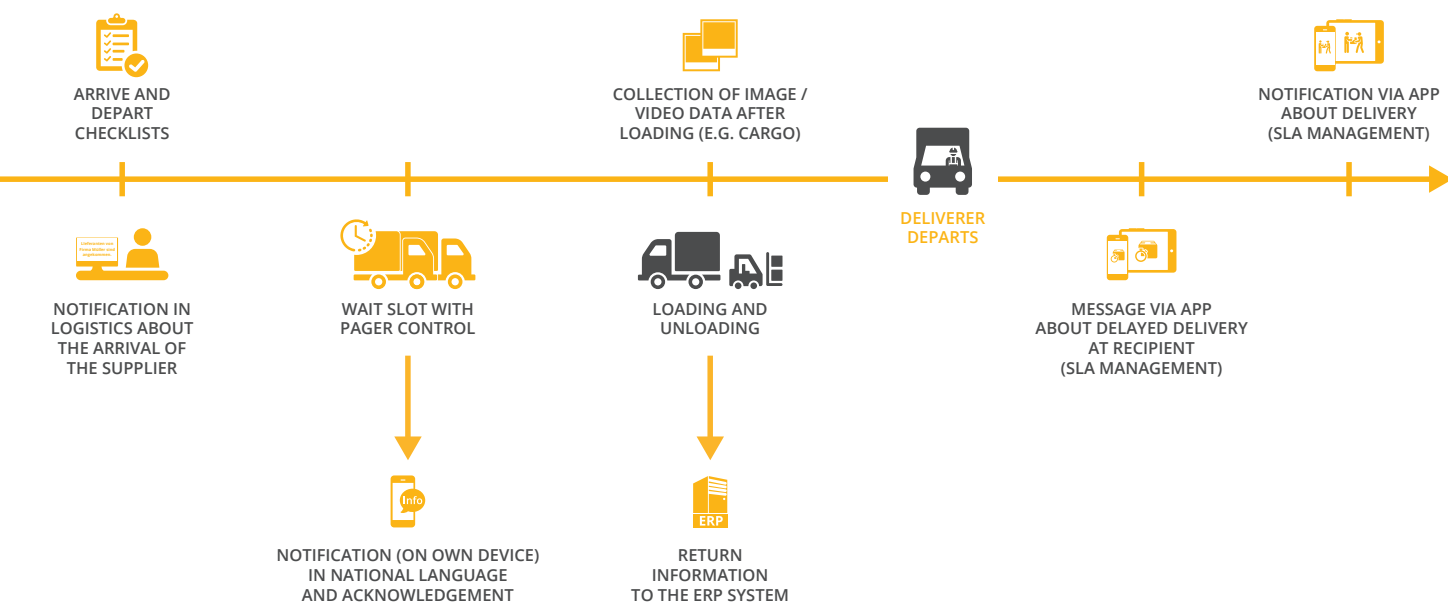 ARRIVE AND
DEPART
CHECKLISTS
COLLECTION OF IMAGE /
VIDEO DATA AFTER
LOADING (E.G. CARGO)
NOTIFICATION VIA APP
ABOUT DELIVERY
(SLA MANAGEMENT)
DELIVERER
DEPARTS
NOTIFICATION IN
LOGISTICS ABOUT
THE ARRIVAL OF
THE SUPPLIER
WAIT SLOT WITH
PAGER CONTROL
LOADING AND
UNLOADING
MESSAGE VIA APP
ABOUT DELAYED DELIVERY
AT RECIPIENT
(SLA MANAGEMENT)
Info
ERP
NOTIFICATION (ON OWN DEVICE)
IN NATIONAL LANGUAGE
AND ACKNOWLEDGEMENT
RETURN
INFORMATION
TO THE ERP SYSTEM